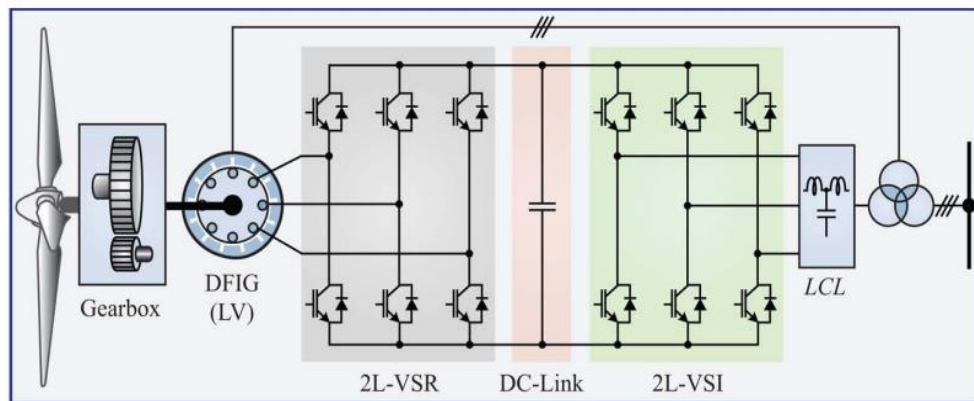 Gearbox
DFIG
(LV)
2L-VSR
DC-Link
2L-VSI
LCL